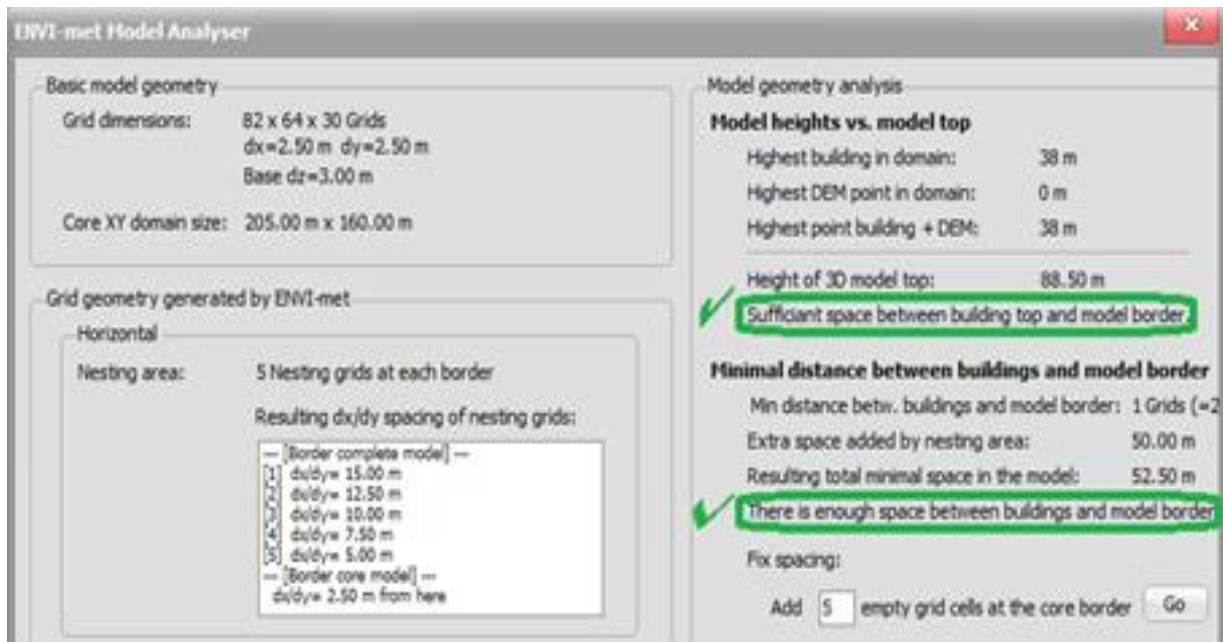 ENVI-met Model Analyser
Basic model geometry
Grid dimensions: 82 x 64 x 30 Grids
dx=2.50 m dy=2.50 m
Base dz=3.00 m
Core XY domain size: 205.00 m x 160.00 m
Grid geometry generated by ENVI-met
Horizontal
Nesting area: 5 Nesting grids at each border
Resulting dx/dy spacing of nesting grids:
--- [Border complete model] ---
[1] dx/dy= 15.00 m
[2] dx/dy= 12.50 m
[3] dx/dy= 10.00 m
[4] dx/dy= 7.50 m
[5] dx/dy= 5.00 m
--- [Border core model] ---
dx/dy= 2.50 m from here
Model geometry analysis
Model heights vs. model top
Highest building in domain: 38 m
Highest DEM point in domain: 0 m
Highest point building + DEM: 38 m
Height of 3D model top: 88.50 m
Sufficiant space between building top and model border.
Minimal distance between buildings and model border
Min distance betw. buildings and model border: 1 Grids (=2
Extra space added by nesting area: 50.00 m
Resulting total minimal space in the model: 52.50 m
There is enough space between buildings and model border
Fix spacing:
Add 5 empty grid cells at the core border Go